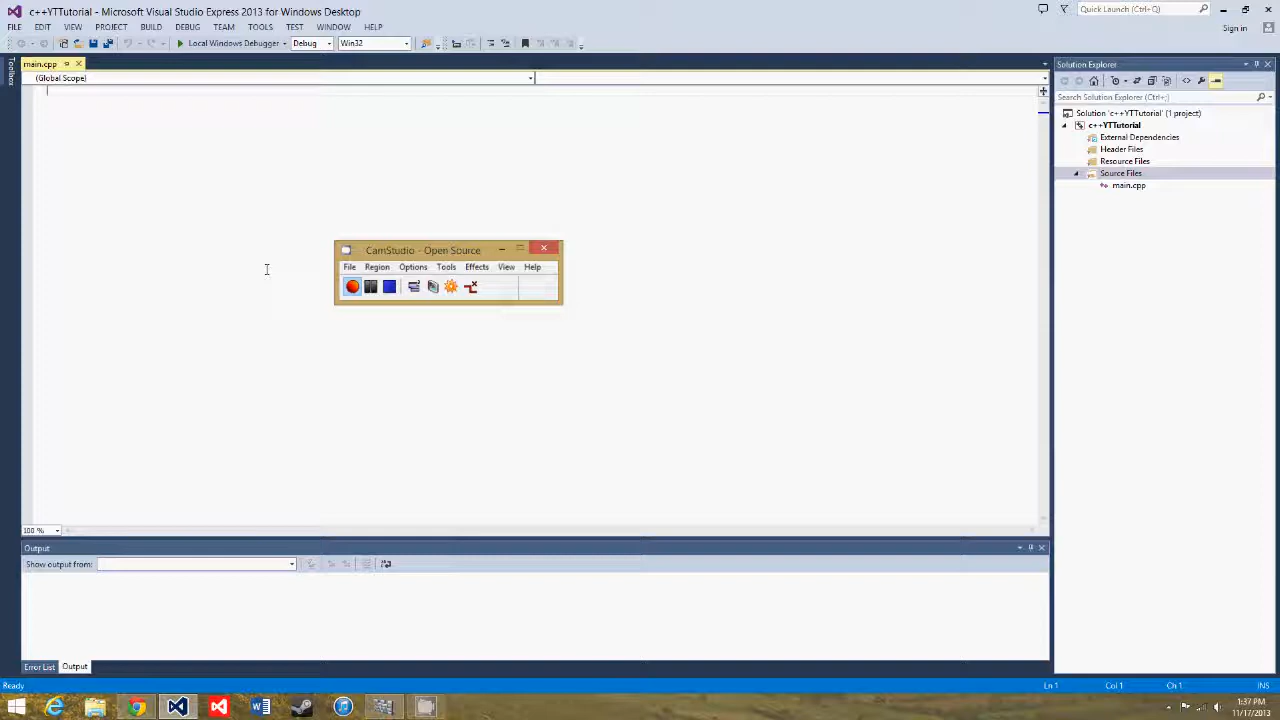 c++YTTutorial - Microsoft Visual Studio Express 2013 for Windows Desktop
Quick Launch (Ctrl+Q)
FILE EDIT VIEW PROJECT BUILD DEBUG TEAM TOOLS TEST WINDOW HELP
Sign in
Local Windows Debugger Debug Win32
Toolbox
main.cpp
(Global Scope)
Solution Explorer
Search Solution Explorer (Ctrl+;)
Solution 'c++YTTutorial' (1 project)
c++YTTutorial
External Dependencies
Header Files
Resource Files
Source Files
main.cpp
CamStudio - Open Source
File Region Options Tools Effects View Help
100 %
Output
Show output from:
Error List Output
Ready
Ln 1 Col 1 Ch 1 INS
1:37 PM
11/17/2013